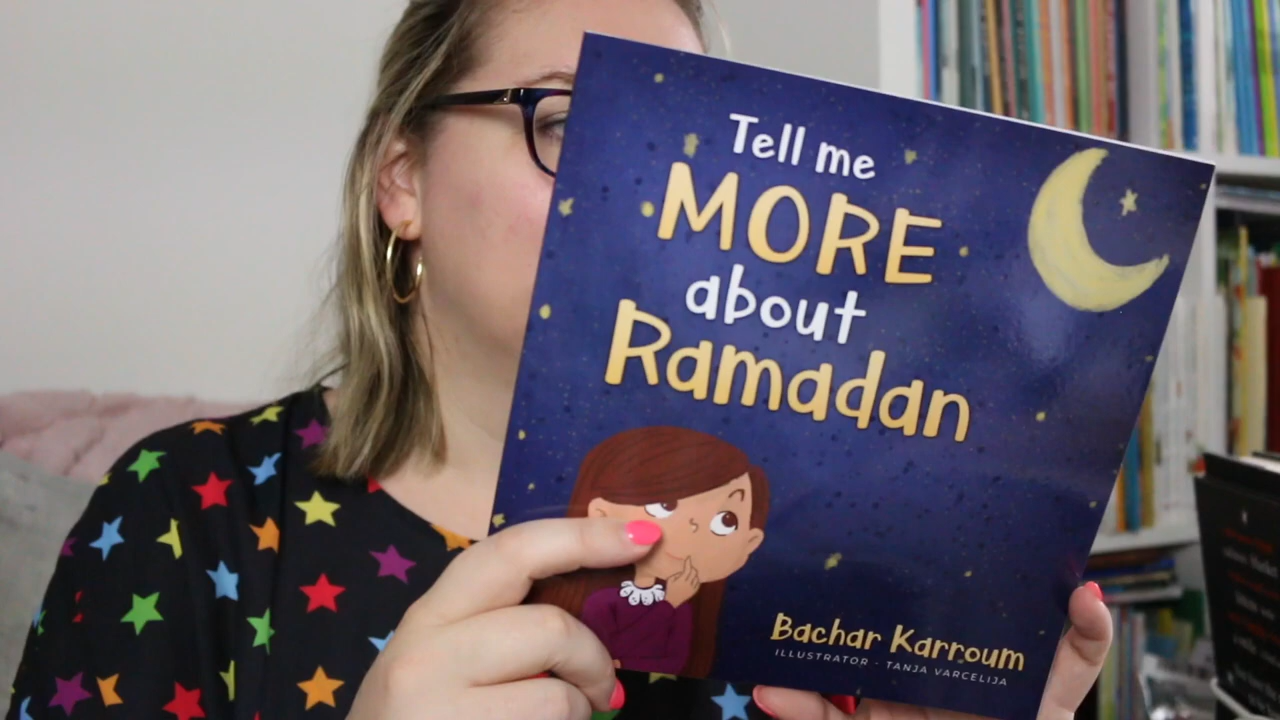 Tell me
MORE
about
Ramadan
Bachar Karroum
ILLUSTRATOR - TANJA VARCELIJA